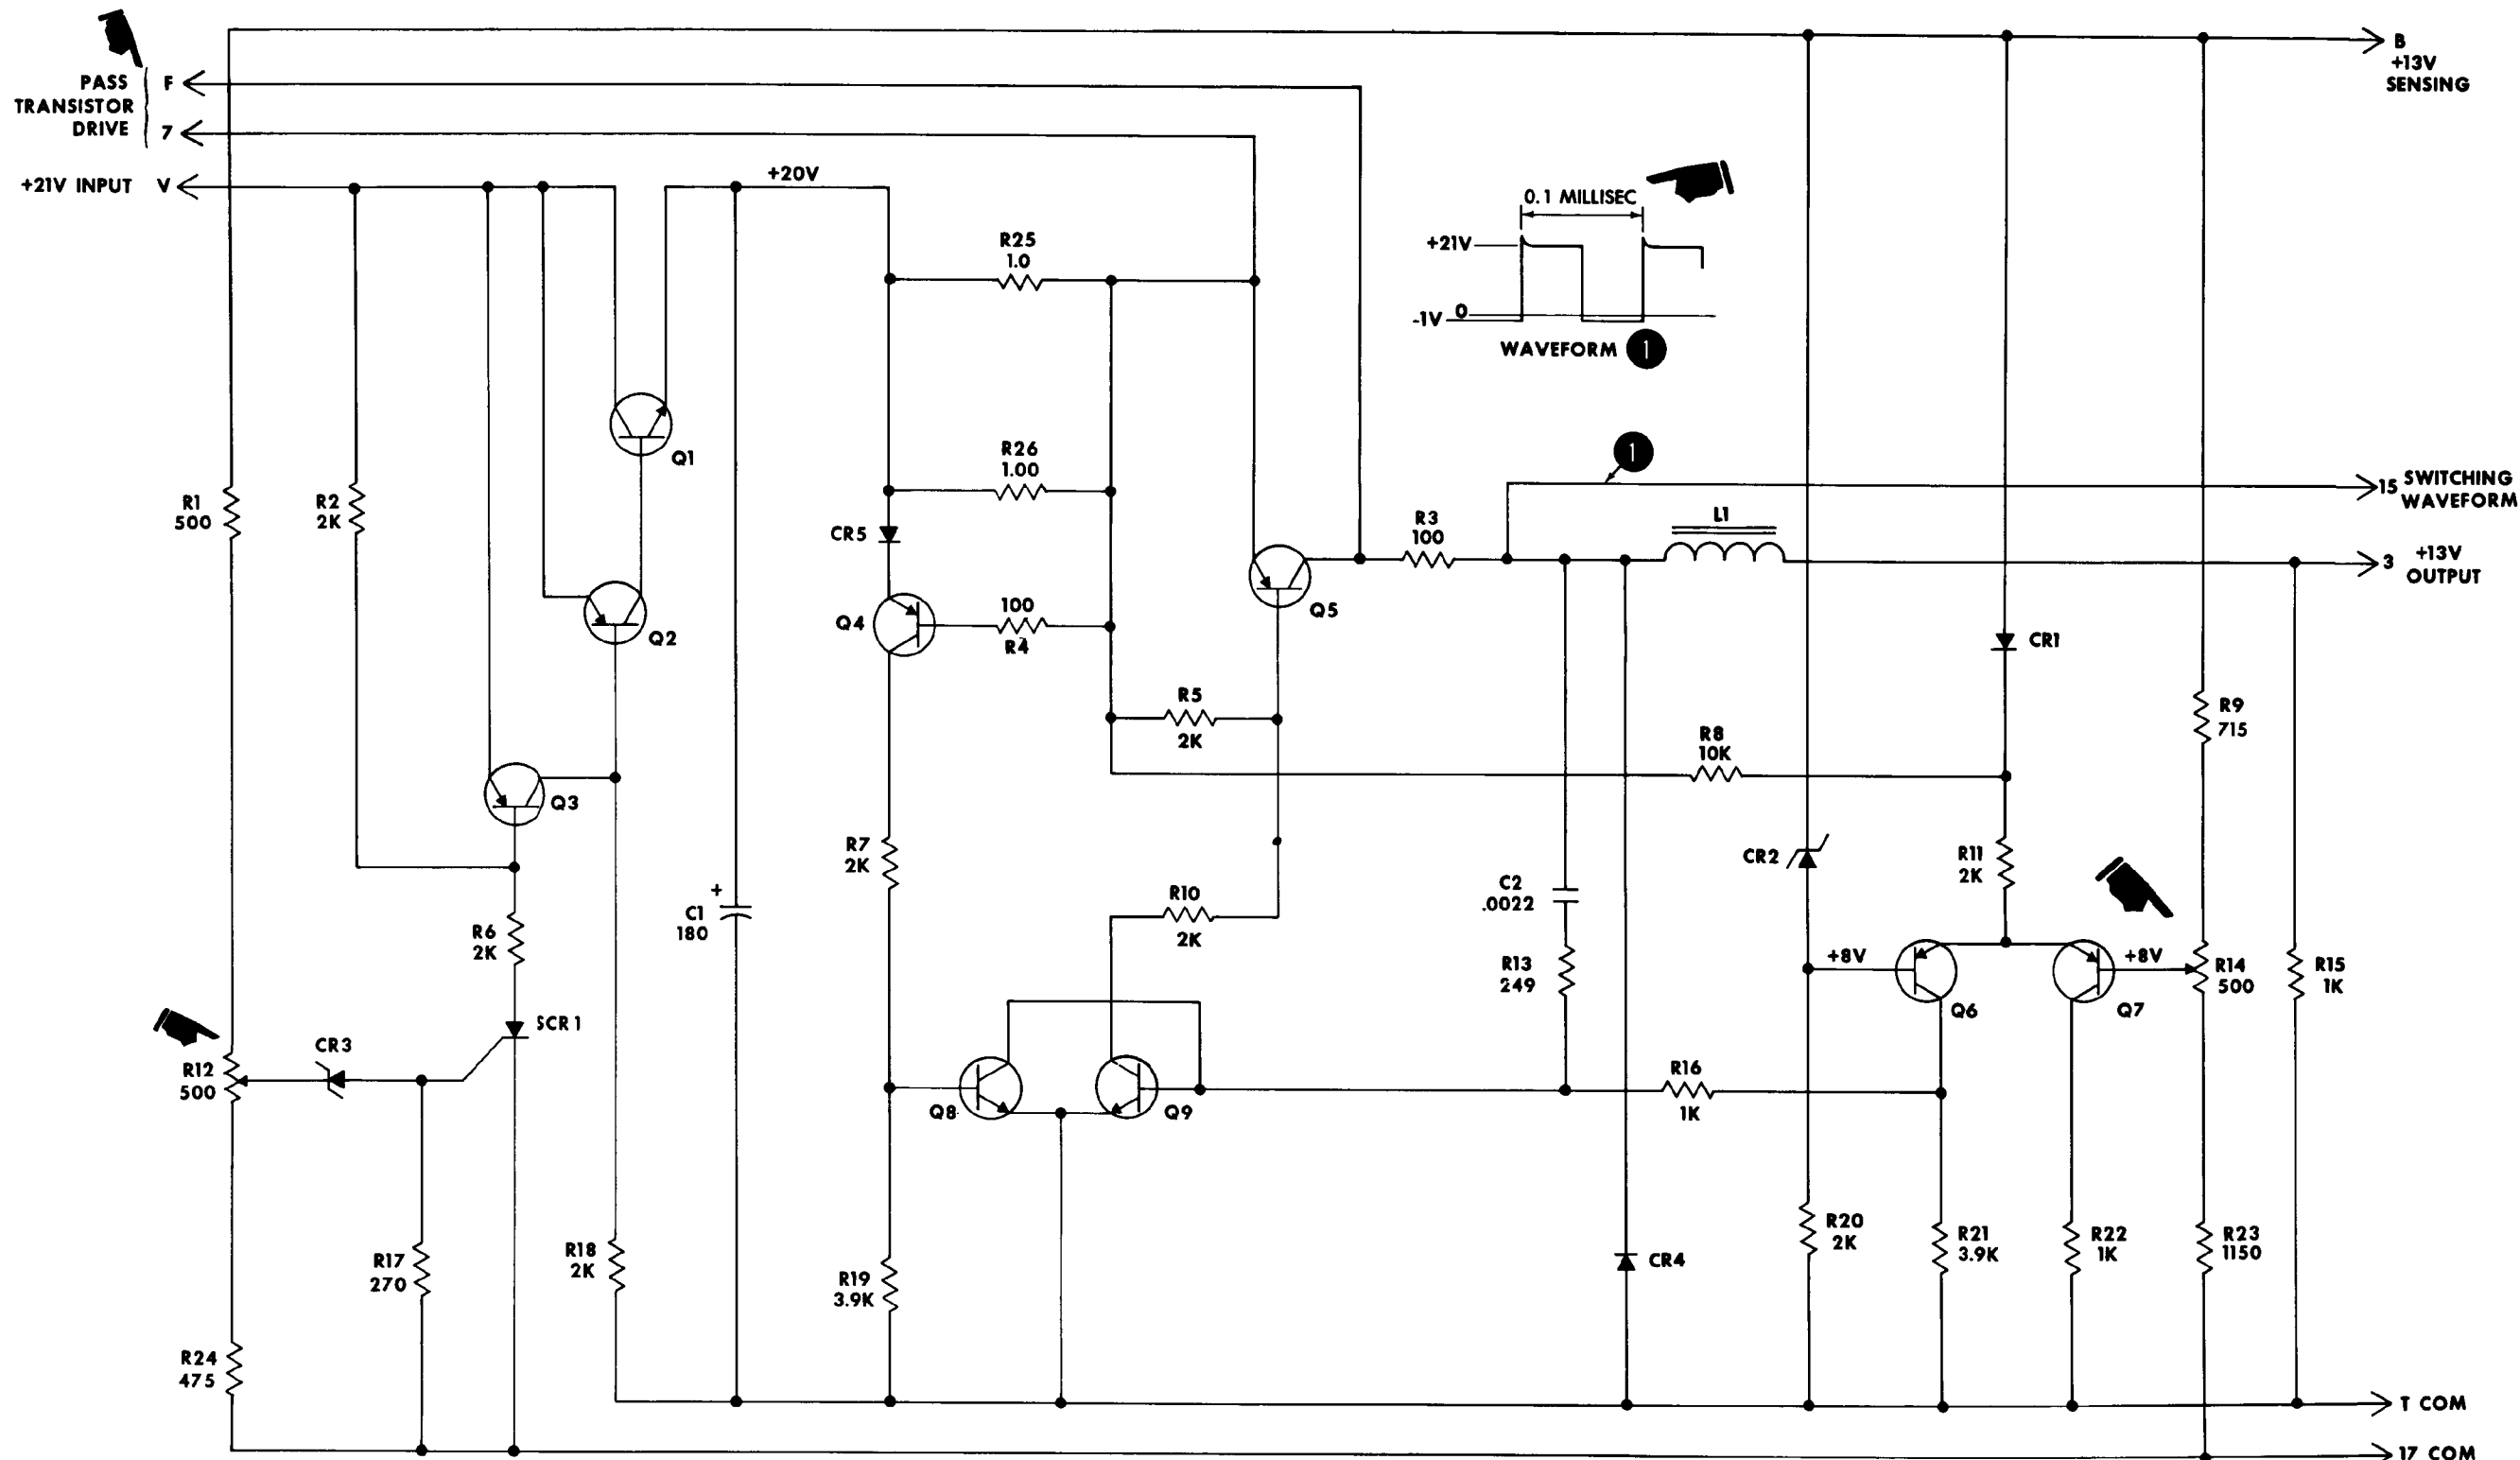 B
+13V
SENSING
PASS
TRANSISTOR
DRIVE
F
7
+21V INPUT V
+20V
0.1 MILLISEC
+21V
0
-1V
WAVEFORM 1
R25
1.0
Q1
R26
1.00
1
15 SWITCHING
WAVEFORM
R1
500
R2
2K
CR5
R3
100
L1
3 +13V
OUTPUT
Q2
Q4
100
R4
Q5
CR1
R5
2K
R8
10K
R9
715
Q3
R7
2K
CR2
R11
2K
C1
180
+
R10
2K
C2
.0022
R6
2K
R13
249
+8V
+8V
R14
500
R15
1K
Q6
Q7
SCR1
CR3
R12
500
Q8
Q9
R16
1K
R17
270
R18
2K
R19
3.9K
CR4
R20
2K
R21
3.9K
R22
1K
R23
1150
R24
475
T COM
17 COM